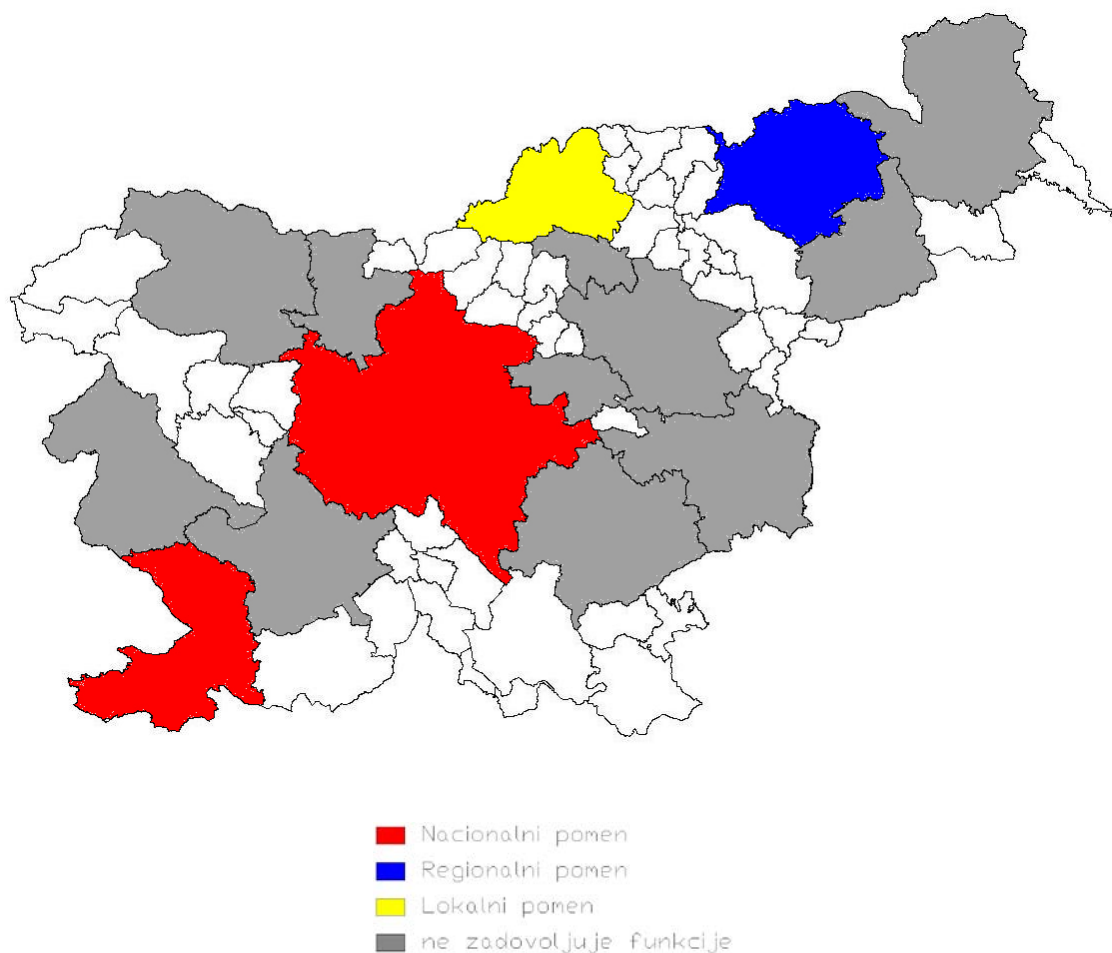 Nacionalni pomen
Regionalni pomen
Lokalni pomen
ne zadovoljuje funkcije